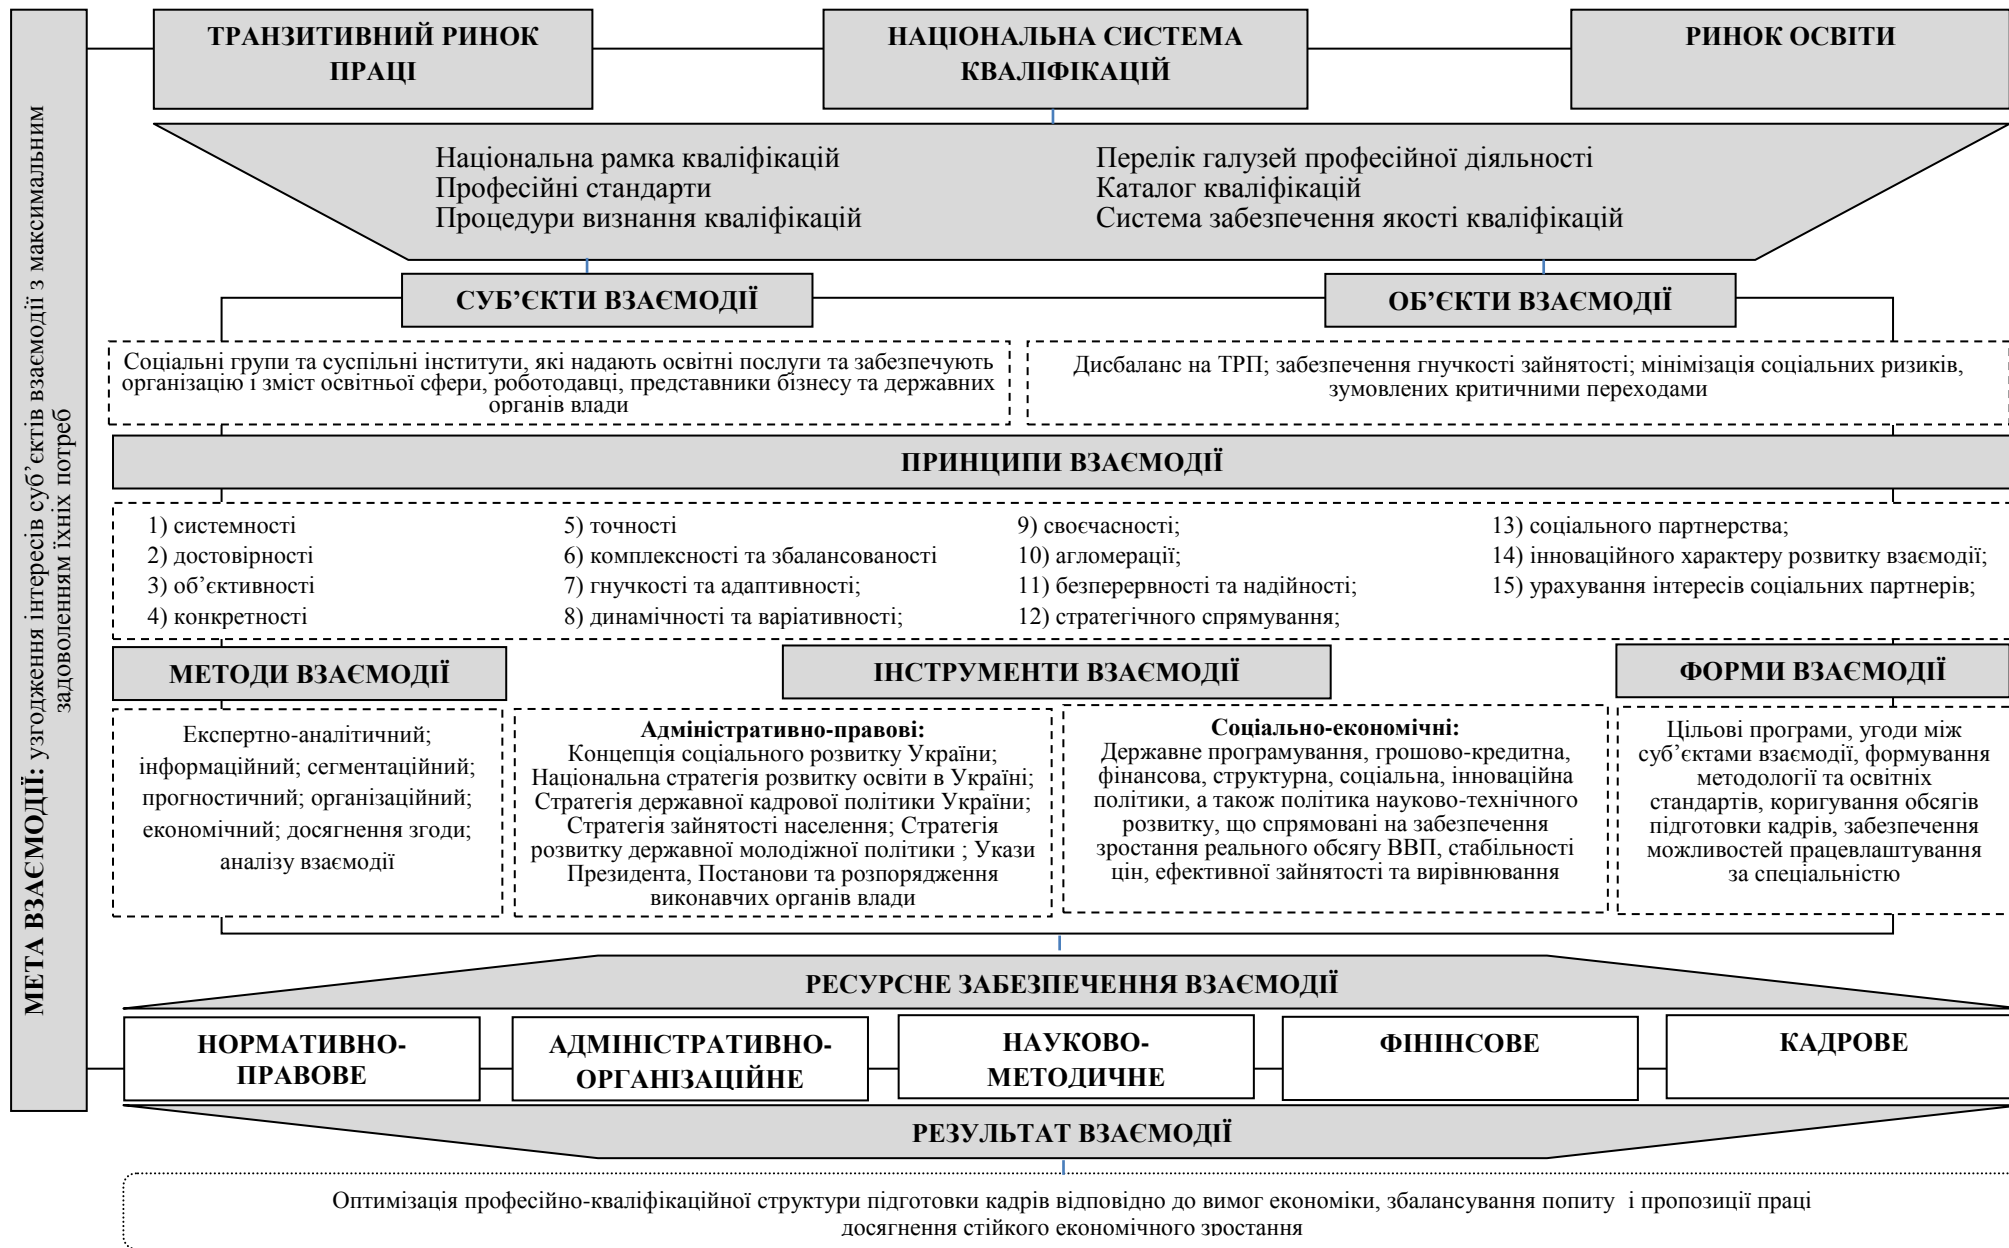 МЕТА ВЗАЄМОДІЇ: узгодження інтересів суб’єктів взаємодії з максимальним
задоволенням їхніх потреб
ТРАНЗИТИВНИЙ РИНОК
ПРАЦІ
НАЦІОНАЛЬНА СИСТЕМА
КВАЛІФІКАЦІЙ
РИНОК ОСВІТИ
Національна рамка кваліфікацій
Професійні стандарти
Процедури визнання кваліфікацій
Перелік галузей професійної діяльності
Каталог кваліфікацій
Система забезпечення якості кваліфікацій
СУБ’ЄКТИ ВЗАЄМОДІЇ
ОБ’ЄКТИ ВЗАЄМОДІЇ
Соціальні групи та суспільні інститути, які надають освітні послуги та забезпечують
організацію і зміст освітньої сфери, роботодавці, представники бізнесу та державних
органів влади
Дисбаланс на ТРП; забезпечення гнучкості зайнятості; мінімізація соціальних ризиків,
зумовлених критичними переходами
ПРИНЦИПИ ВЗАЄМОДІЇ
1) системності
2) достовірності
3) об’єктивності
4) конкретності
5) точності
6) комплексності та збалансованості
7) гнучкості та адаптивності;
8) динамічності та варіативності;
9) своєчасності;
10) агломерації;
11) безперервності та надійності;
12) стратегічного спрямування;
13) соціального партнерства;
14) інноваційного характеру розвитку взаємодії;
15) урахування інтересів соціальних партнерів;
МЕТОДИ ВЗАЄМОДІЇ
ІНСТРУМЕНТИ ВЗАЄМОДІЇ
ФОРМИ ВЗАЄМОДІЇ
Експертно-аналітичний;
інформаційний; сегментаційний;
прогностичний; організаційний;
економічний; досягнення згоди;
аналізу взаємодії
Адміністративно-правові:
Концепція соціального розвитку України;
Національна стратегія розвитку освіти в Україні;
Стратегія державної кадрової політики України;
Стратегія зайнятості населення; Стратегія
розвитку державної молодіжної політики ; Укази
Президента, Постанови та розпорядження
виконавчих органів влади
Соціально-економічні:
Державне програмування, грошово-кредитна,
фінансова, структурна, соціальна, інноваційна
політики, а також політика науково-технічного
розвитку, що спрямовані на забезпечення
зростання реального обсягу ВВП, стабільності
цін, ефективної зайнятості та вирівнювання
Цільові програми, угоди між
суб’єктами взаємодії, формування
методології та освітніх
стандартів, коригування обсягів
підготовки кадрів, забезпечення
можливостей працевлаштування
за спеціальністю
РЕСУРСНЕ ЗАБЕЗПЕЧЕННЯ ВЗАЄМОДІЇ
НОРМАТИВНО-
ПРАВОВЕ
АДМІНІСТРАТИВНО-
ОРГАНІЗАЦІЙНЕ
НАУКОВО-
МЕТОДИЧНЕ
ФІНІНСОВЕ
КАДРОВЕ
РЕЗУЛЬТАТ ВЗАЄМОДІЇ
Оптимізація професійно-кваліфікаційної структури підготовки кадрів відповідно до вимог економіки, збалансування попиту і пропозиції праці
досягнення стійкого економічного зростання